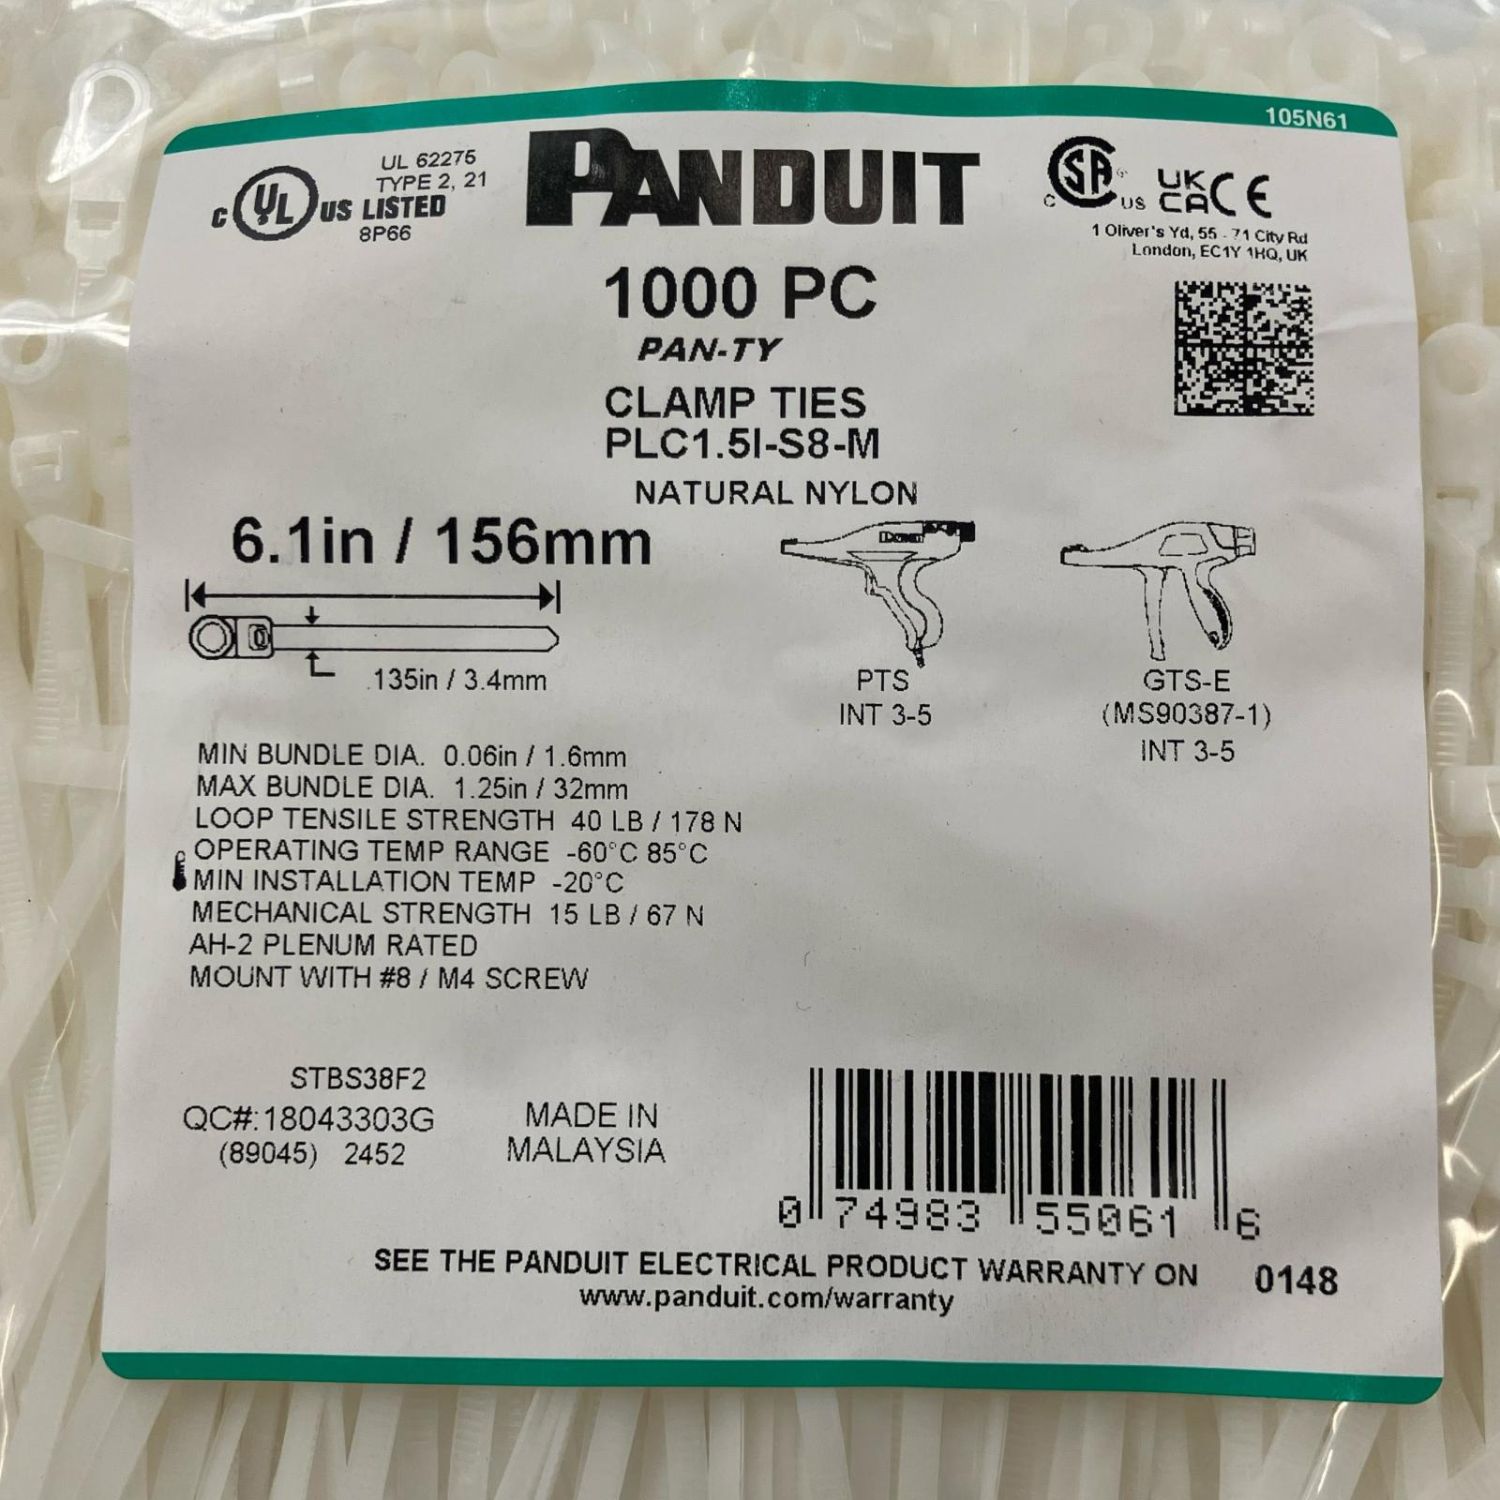 105N61
UL 62275
TYPE 2, 21
C UL US LISTED
8P66
PANDUIT
C SA US UK CA CE
1 Oliver's Yd, 55 - 71 City Rd
London, EC1Y 1HQ, UK
1000 PC
PAN-TY
CLAMP TIES
PLC1.5I-S8-M
NATURAL NYLON
6.1in / 156mm
.135in / 3.4mm
PTS
INT 3-5
GTS-E
(MS90387-1)
INT 3-5
MIN BUNDLE DIA. 0.06in / 1.6mm
MAX BUNDLE DIA. 1.25in / 32mm
LOOP TENSILE STRENGTH 40 LB / 178 N
OPERATING TEMP RANGE -60°C 85°C
MIN INSTALLATION TEMP -20°C
MECHANICAL STRENGTH 15 LB / 67 N
AH-2 PLENUM RATED
MOUNT WITH #8 / M4 SCREW
STBS38F2
QC#:18043303G
(89045) 2452
MADE IN
MALAYSIA
0 74983 55061 6
SEE THE PANDUIT ELECTRICAL PRODUCT WARRANTY ON
www.panduit.com/warranty
0148